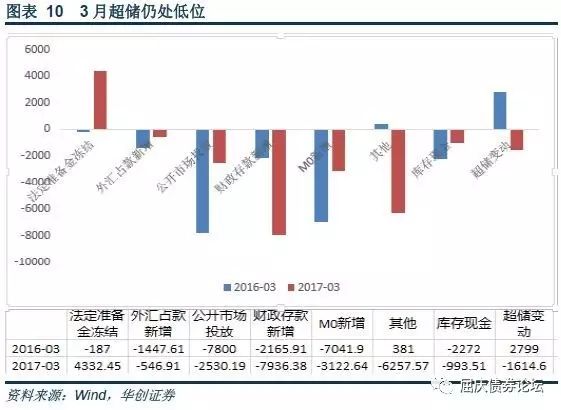 图表 10 3 月超储仍处低位
6000
4000
2000
0
-2000
-4000
-6000
-8000
-10000
法定准备金冻结
外汇占款新增
公开市场投放
财政存款新增
M0新增
其他
库存现金
超储变动
2016-03 2017-03
法定准备金冻结 外汇占款新增 公开市场投放 财政存款新增 M0新增 其他 库存现金 超储变动
2016-03 -187 -1447.61 -7800 -2165.91 -7041.9 381 -2272 2799
2017-03 4332.45 -546.91 -2530.19 -7936.38 -3122.64 -6257.57 -993.51 -1614.6
资料来源：Wind，华创证券
屈庆债券论坛